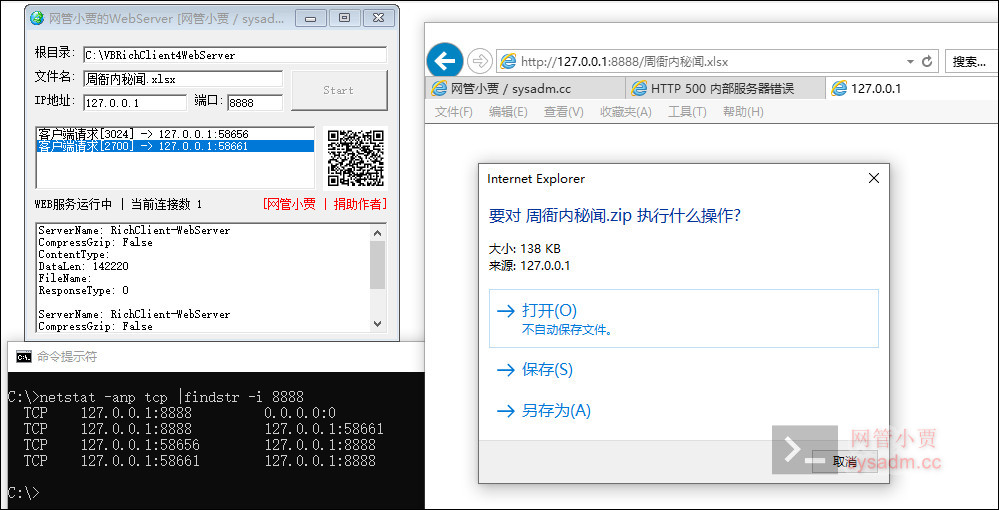 网管小贾的WebServer [网管小贾 / sysad...
根目录: C:\VBRichClient4WebServer
文件名: 周衙内秘闻.xlsx
Start
IP地址: 127.0.0.1 端口: 8888
客户端请求[3024] -> 127.0.0.1:58656
客户端请求[2700] -> 127.0.0.1:58661
WEB服务运行中 | 当前连接数 1 [网管小贾 | 捐助作者]
ServerName: RichClient-WebServer
CompressGzip: False
ContentType:
DataLen: 142220
FileName:
ResponseType: 0
ServerName: RichClient-WebServer
CompressGzip: False
命令提示符
C:\>netstat -anp tcp |findstr -i 8888
TCP 127.0.0.1:8888 0.0.0.0:0
TCP 127.0.0.1:8888 127.0.0.1:58661
TCP 127.0.0.1:58656 127.0.0.1:8888
TCP 127.0.0.1:58661 127.0.0.1:8888
C:\>
http://127.0.0.1:8888/周衙内秘闻.xlsx
搜索...
网管小贾 / sysadm.cc
HTTP 500 内部服务器错误
127.0.0.1
文件(F) 编辑(E) 查看(V) 收藏夹(A) 工具(T) 帮助(H)
Internet Explorer
要对 周衙内秘闻.zip 执行什么操作?
大小: 138 KB
来源: 127.0.0.1
打开(O)
不自动保存文件。
保存(S)
另存为(A)
取消
网管小贾
sysadm.cc